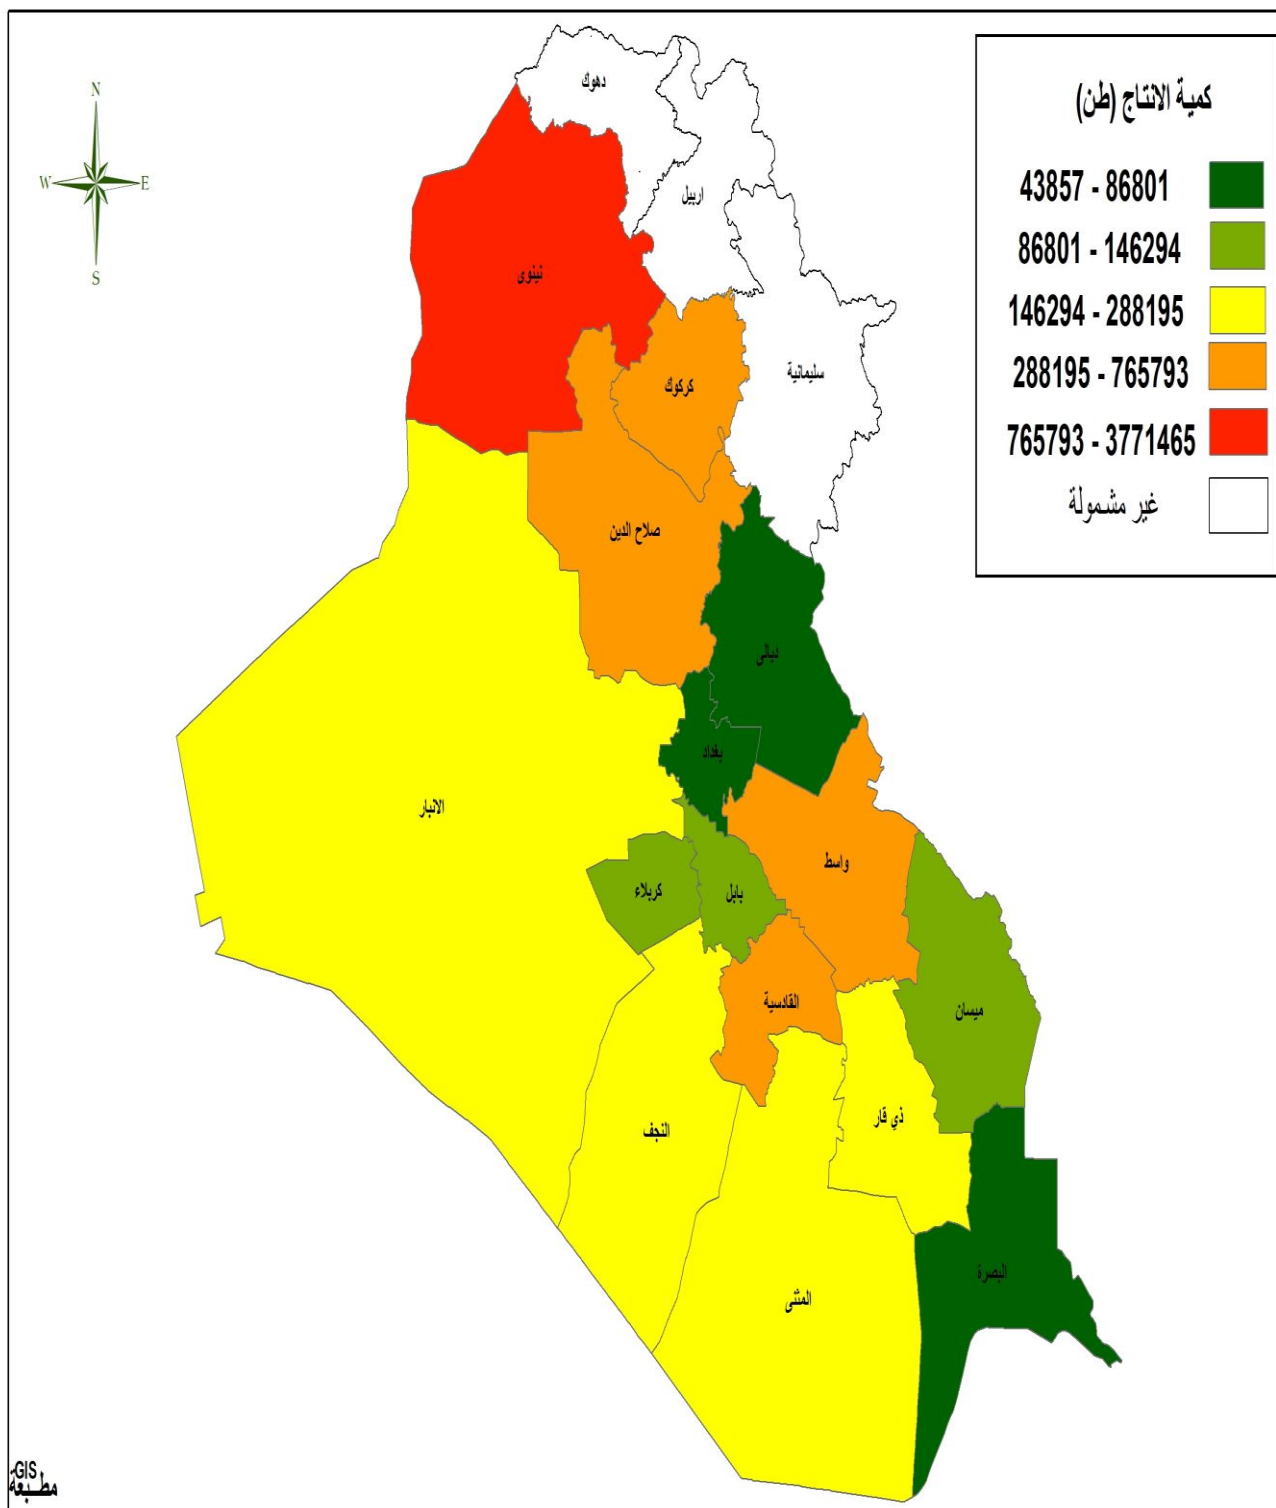 N
W E
S
كمية الانتاج (طن)
43857 - 86801
86801 - 146294
146294 - 288195
288195 - 765793
765793 - 3771465
غير مشمولة
دهوك
اربيل
نينوى
سليمانية
كركوك
صلاح الدين
ديالى
بغداد
الانبار
واسط
كربلاء
بابل
القادسية
ميسان
ذي قار
النجف
البصرة
المثنى
GIS
مطبعة